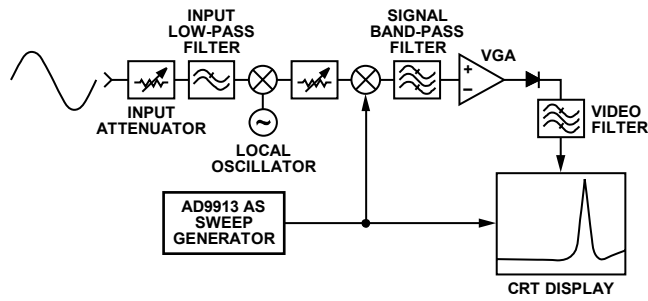 INPUT
LOW-PASS
FILTER
SIGNAL
BAND-PASS
FILTER
VGA
+
–
INPUT
ATTENUATOR
~
LOCAL
OSCILLATOR
VIDEO
FILTER
AD9913 AS
SWEEP
GENERATOR
CRT DISPLAY